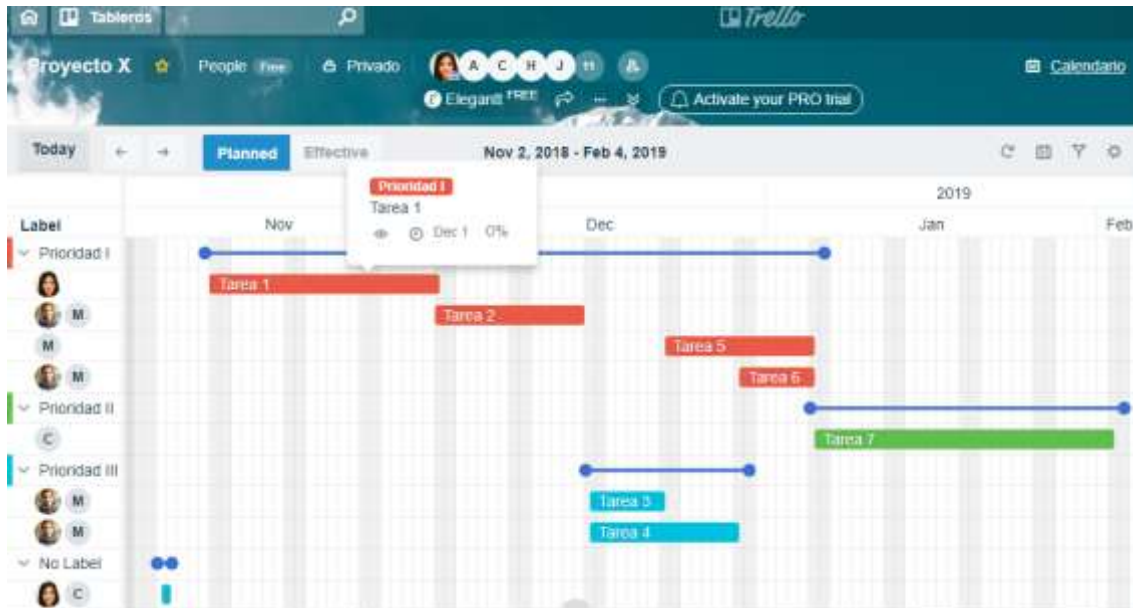 Tableros
Trello
Proyecto X
People Free
Privado
A C H J 11
Calendario
Elegantt FREE
Activate your PRO trial
Today
Planned Effective
Nov 2, 2018 - Feb 4, 2019
Prioridad I
Tarea 1
Dec 1 0%
2019
Label
Nov Dec Jan Feb
Prioridad I
Tarea 1
M Tarea 2
M Tarea 5
M Tarea 6
Prioridad II
C Tarea 7
Prioridad III
M Tarea 3
M Tarea 4
No Label
C